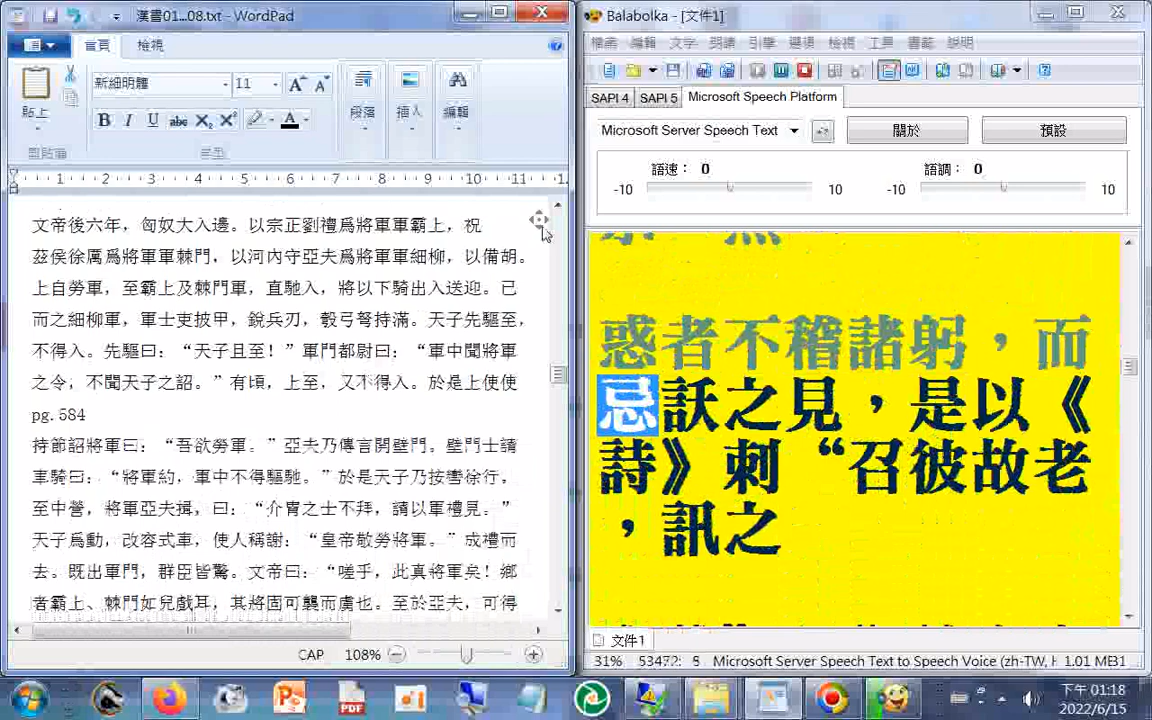 漢書01...08.txt - WordPad
首頁
檢視
新細明體
11
貼上
段落
插入
編輯
剪貼簿
字型
1 2 3 4 5 6 7 8 9 10 11
文帝後六年，匈奴大入邊。以宗正劉禮爲將軍軍霸上，祝
茲侯徐厲爲將軍軍棘門，以河內守亞夫爲將軍軍細柳，以備胡。
上自勞軍，至霸上及棘門軍，直馳入，將以下騎出入送迎。已
而之細柳軍，軍士吏披甲，銳兵刃，彀弓弩持滿。天子先驅至，
不得入。先驅曰：“天子且至！”軍門都尉曰：“軍中聞將軍
之令，不聞天子之詔。”有頃，上至，又不得入。於是上使使
pg. 584
持節詔將軍曰：“吾欲勞軍。”亞夫乃傳言開壁門。壁門士請
車騎曰：“將軍約，軍中不得驅馳。”於是天子乃按轡徐行，
至中營，將軍亞夫揖，曰：“介冑之士不拜，請以軍禮見。”
天子爲動，改容式車，使人稱謝：“皇帝敬勞將軍。”成禮而
去。既出軍門，群臣皆驚。文帝曰：“嗟乎，此真將軍矣！鄉
者霸上、棘門如兒戲耳，其將固可襲而虜也。至於亞夫，可得
CAP 108%
Balabolka - [文件1]
檔案 編輯 文字 朗讀 引擎 選項 檢視 工具 書籤 說明
SAPI 4 SAPI 5 Microsoft Speech Platform
Microsoft Server Speech Text
關於
預設
語速： 0
語調： 0
-10 10 -10 10
惑者不稽諸躬，而
忌訞之見，是以《
詩》刺“召彼故老
，訊之
文件1
31% 53472: 5 Microsoft Server Speech Text to Speech Voice (zh-TW, H 1.01 MB
下午 01:18
2022/6/15